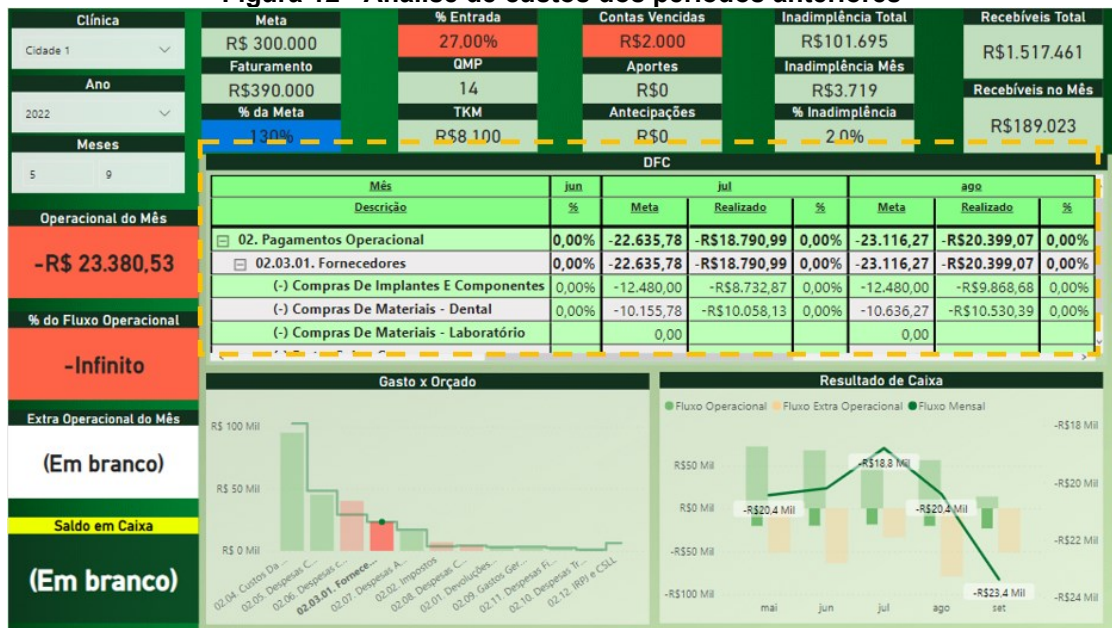 Figura 12 - Análise de custos dos períodos anteriores
Clínica
Cidade 1
Ano
2022
Meses
5 9
Meta
R$ 300.000
Faturamento
R$390.000
% da Meta
130%
% Entrada
27,00%
QMP
14
TKM
R$8.100
Contas Vencidas
R$2.000
Aportes
R$0
Antecipações
R$0
Inadimplência Total
R$101.695
Inadimplência Mês
R$3.719
% Inadimplência
2,0%
Recebíveis Total
R$1.517.461
Recebíveis no Mês
R$189.023
Operacional do Mês
-R$ 23.380,53
% do Fluxo Operacional
-Infinito
Extra Operacional do Mês
(Em branco)
Saldo em Caixa
(Em branco)
DFC
Mês jun jul ago
Descrição % Meta Realizado % Meta Realizado %
02. Pagamentos Operacional 0,00% -22.635,78 -R$18.790,99 0,00% -23.116,27 -R$20.399,07 0,00%
02.03.01. Fornecedores 0,00% -22.635,78 -R$18.790,99 0,00% -23.116,27 -R$20.399,07 0,00%
(-) Compras De Implantes E Componentes 0,00% -12.480,00 -R$8.732,87 0,00% -12.480,00 -R$9.868,68 0,00%
(-) Compras De Materiais - Dental 0,00% -10.155,78 -R$10.058,13 0,00% -10.636,27 -R$10.530,39 0,00%
(-) Compras De Materiais - Laboratório 0,00 0,00
Gasto x Orçado
R$ 100 Mil
R$ 50 Mil
R$ 0 Mil
02.04. Custos Da ...
02.05. Despesas C...
02.06. Despesas c...
02.03.01. Fornece...
02.07. Despesas A...
02.02. Impostos
02.08. Despesas C...
02.01. Devoluções...
02.09. Gastos Ger...
02.11. Despesas Fi...
02.10. Despesas Tr...
02.12. IRPJ e CSLL
Resultado de Caixa
Fluxo Operacional Fluxo Extra Operacional Fluxo Mensal
R$50 Mil
R$0 Mil
-R$50 Mil
-R$100 Mil
-R$18 Mil
-R$20 Mil
-R$22 Mil
-R$24 Mil
-R$20,4 Mil
-R$18,8 Mil
-R$20,4 Mil
-R$23,4 Mil
mai jun jul ago set